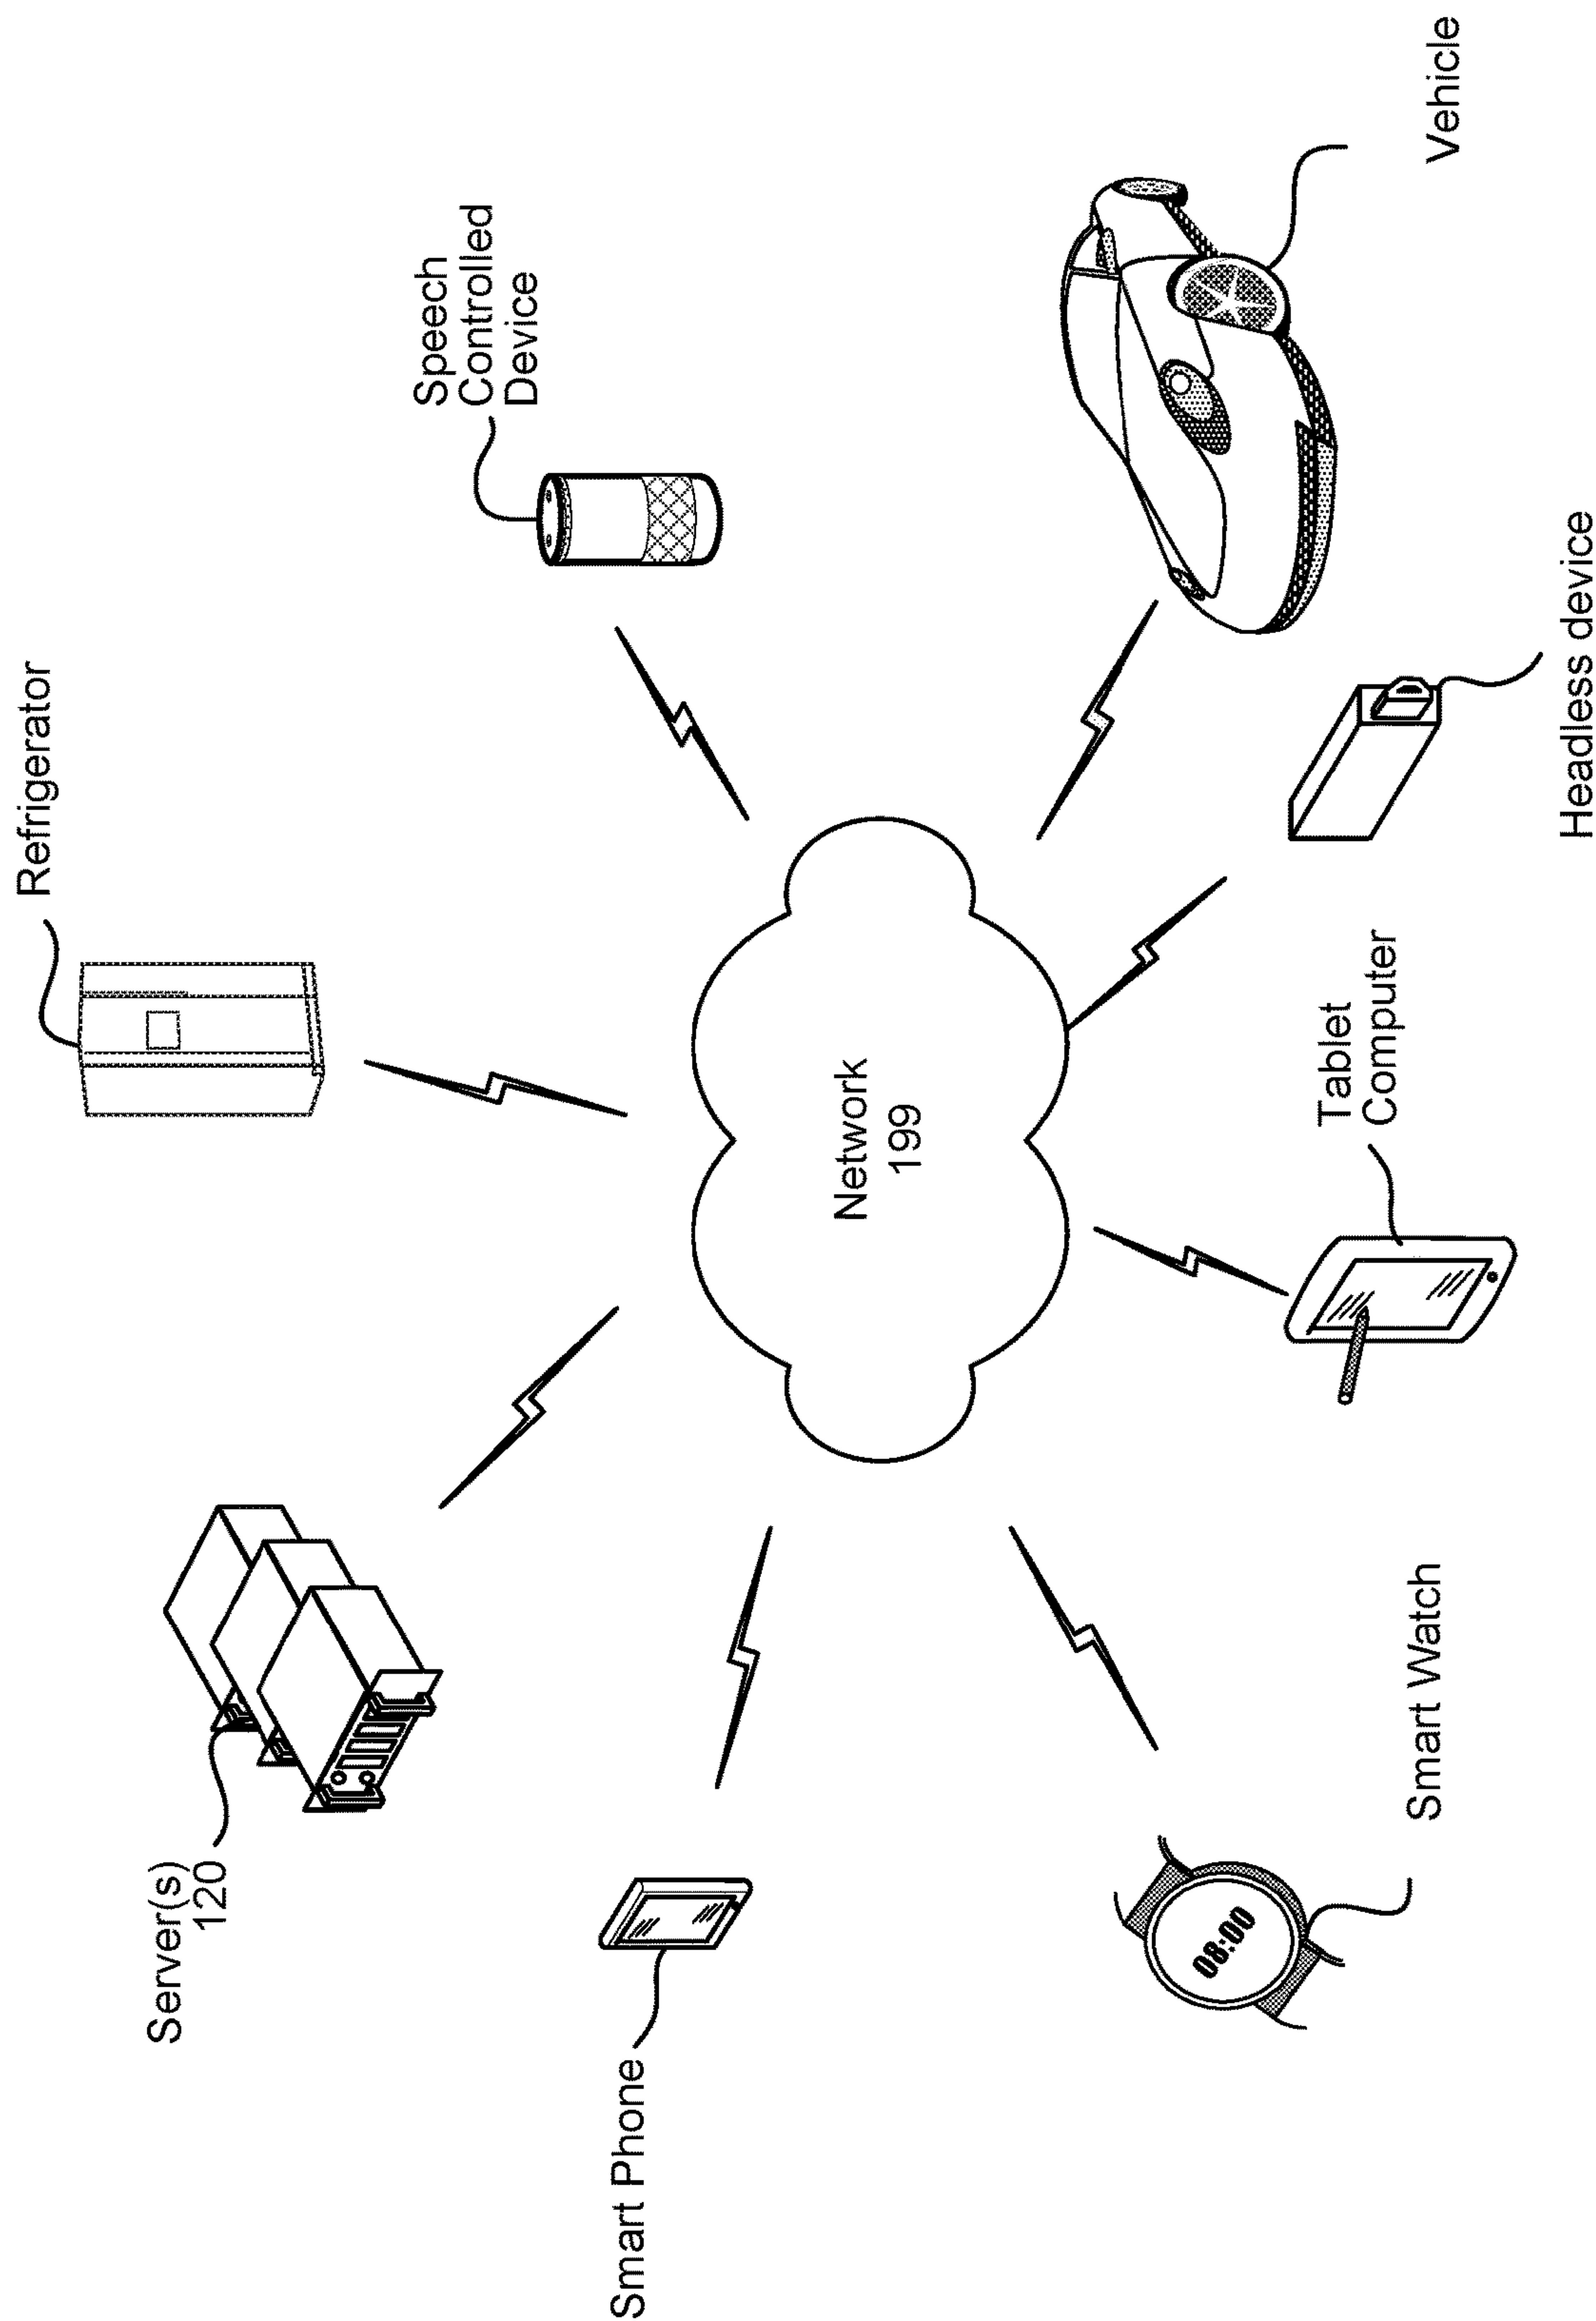 Refrigerator
Server(s)
120
Speech
Controlled
Device
Smart Phone
Network
199
Vehicle
Tablet
Computer
Smart Watch
08:00
Headless device